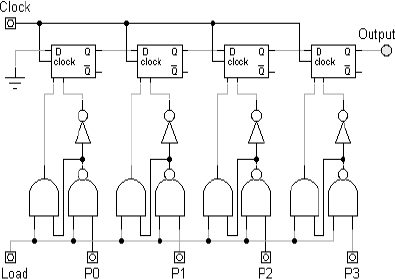 Clock
Output
D Q D Q D Q D Q
clock clock clock clock
Q Q Q Q
Load P0 P1 P2 P3